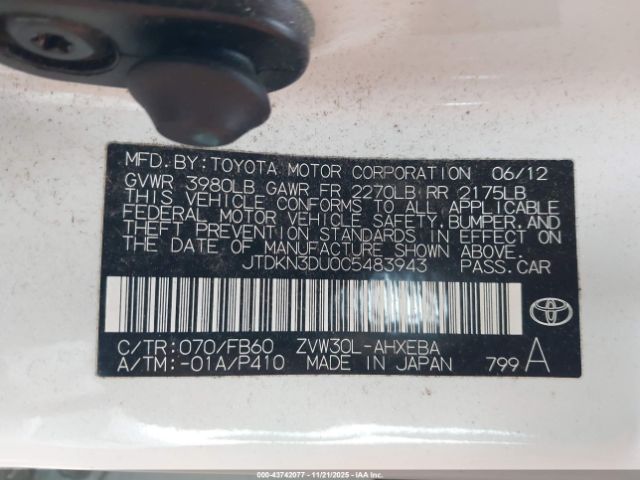 MFD. BY: TOYOTA MOTOR CORPORATION 06/12
GVWR 3980LB GAWR FR 2270LB RR 2175LB
THIS VEHICLE CONFORMS TO ALL APPLICABLE
FEDERAL MOTOR VEHICLE SAFETY, BUMPER, AND
THEFT PREVENTION STANDARDS IN EFFECT ON
THE DATE OF MANUFACTURE SHOWN ABOVE.
JTDKN3DU0C5483943 PASS. CAR
C/TR: 070/FB60 ZVW30L-AHXEBA
A/TM: -01A/P410 MADE IN JAPAN 799 A
TOYOTA
000-43742077 - 11/21/2025 - IAA